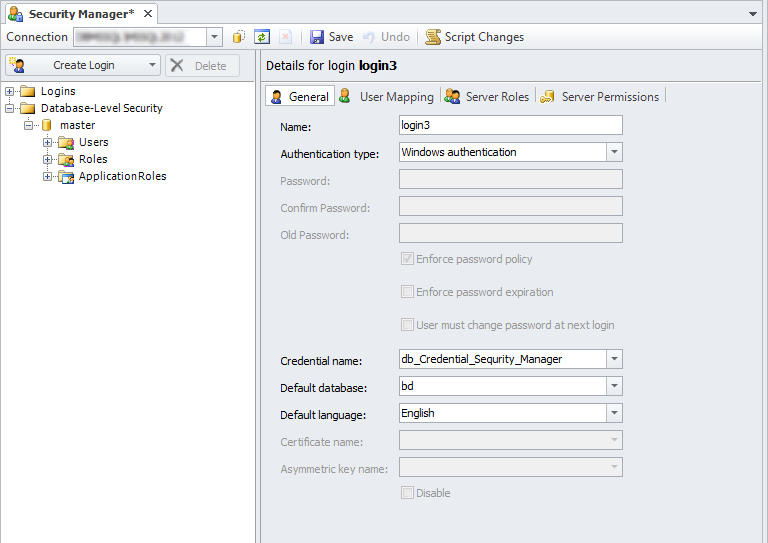 Security Manager*
Connection
Save
Undo
Script Changes
Create Login
Delete
Logins
Database-Level Security
master
Users
Roles
ApplicationRoles
Details for login login3
General
User Mapping
Server Roles
Server Permissions
Name: login3
Authentication type: Windows authentication
Password:
Confirm Password:
Old Password:
Enforce password policy
Enforce password expiration
User must change password at next login
Credential name: db_Credential_Sequrity_Manager
Default database: bd
Default language: English
Certificate name:
Asymmetric key name:
Disable